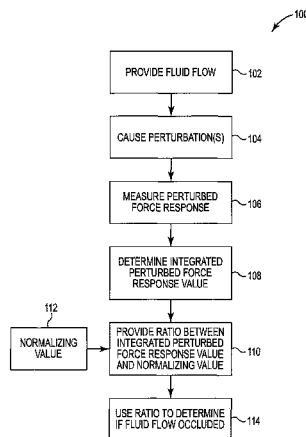 100
PROVIDE FLUID FLOW
102
CAUSE PERTURBATION(S)
104
MEASURE PERTURBED
FORCE RESPONSE
106
DETERMINE INTEGRATED
PERTURBED FORCE
RESPONSE VALUE
108
112
NORMALIZING
VALUE
PROVIDE RATIO BETWEEN
INTEGRATED PERTURBED
FORCE RESPONSE VALUE
AND NORMALIZING VALUE
110
USE RATIO TO DETERMINE
IF FLUID FLOW OCCLUDED
114